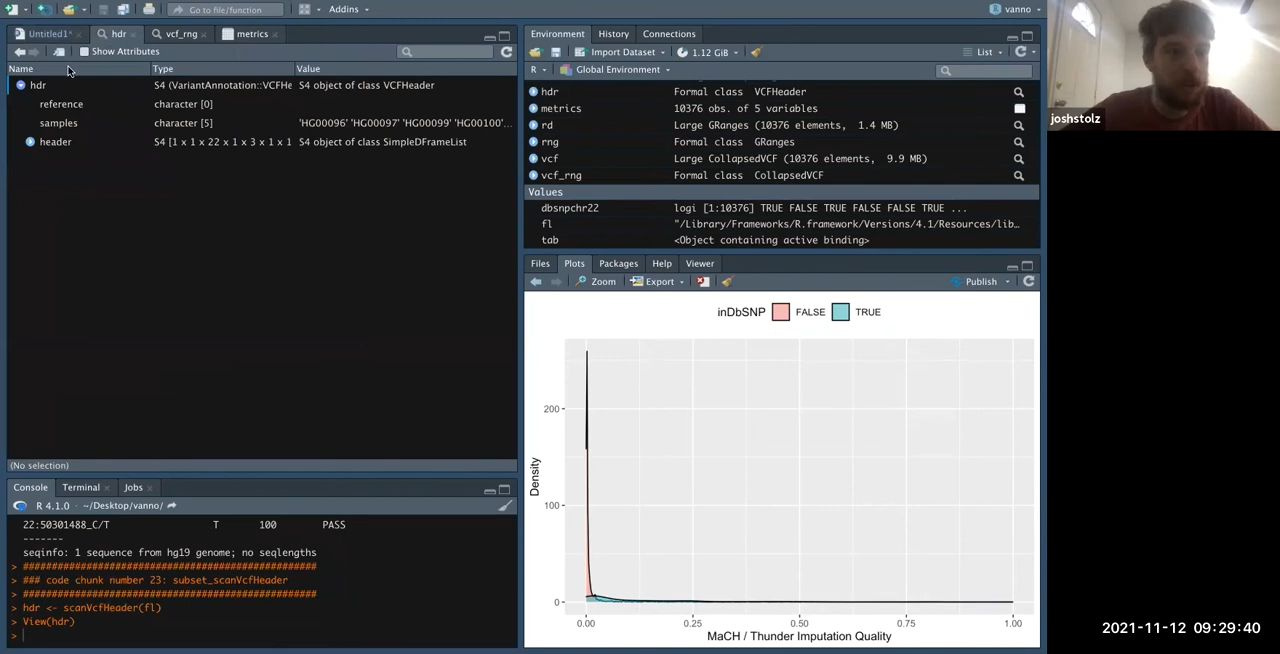 Go to file/function
Addins
vanno
Untitled1*
hdr
vcf_rng
metrics
Show Attributes
Name Type Value
hdr S4 (VariantAnnotation::VCFHe S4 object of class VCFHeader
reference character [0]
samples character [5] 'HG00096' 'HG00097' 'HG00099' 'HG00100'...
header S4 [1 x 1 x 22 x 1 x 3 x 1 x 1 S4 object of class SimpleDFrameList
(No selection)
Console Terminal Jobs
R 4.1.0 · ~/Desktop/vanno/
22:50301488_C/T T 100 PASS
-------
seqinfo: 1 sequence from hg19 genome; no seqlengths
> ###################################################
> ### code chunk number 23: subset_scanVcfHeader
> ###################################################
> hdr <- scanVcfHeader(fl)
> View(hdr)
>
Environment History Connections
Import Dataset 1.12 GiB List
R Global Environment
hdr Formal class VCFHeader
metrics 10376 obs. of 5 variables
rd Large GRanges (10376 elements, 1.4 MB)
rng Formal class GRanges
vcf Large CollapsedVCF (10376 elements, 9.9 MB)
vcf_rng Formal class CollapsedVCF
Values
dbsnpchr22 logi [1:10376] TRUE FALSE TRUE FALSE FALSE TRUE ...
fl "/Library/Frameworks/R.framework/Versions/4.1/Resources/lib…
tab <Object containing active binding>
Files Plots Packages Help Viewer
Zoom Export Publish
inDbSNP FALSE TRUE
Density
200
100
0
0.00 0.25 0.50 0.75 1.00
MaCH / Thunder Imputation Quality
joshstolz
2021-11-12 09:29:40